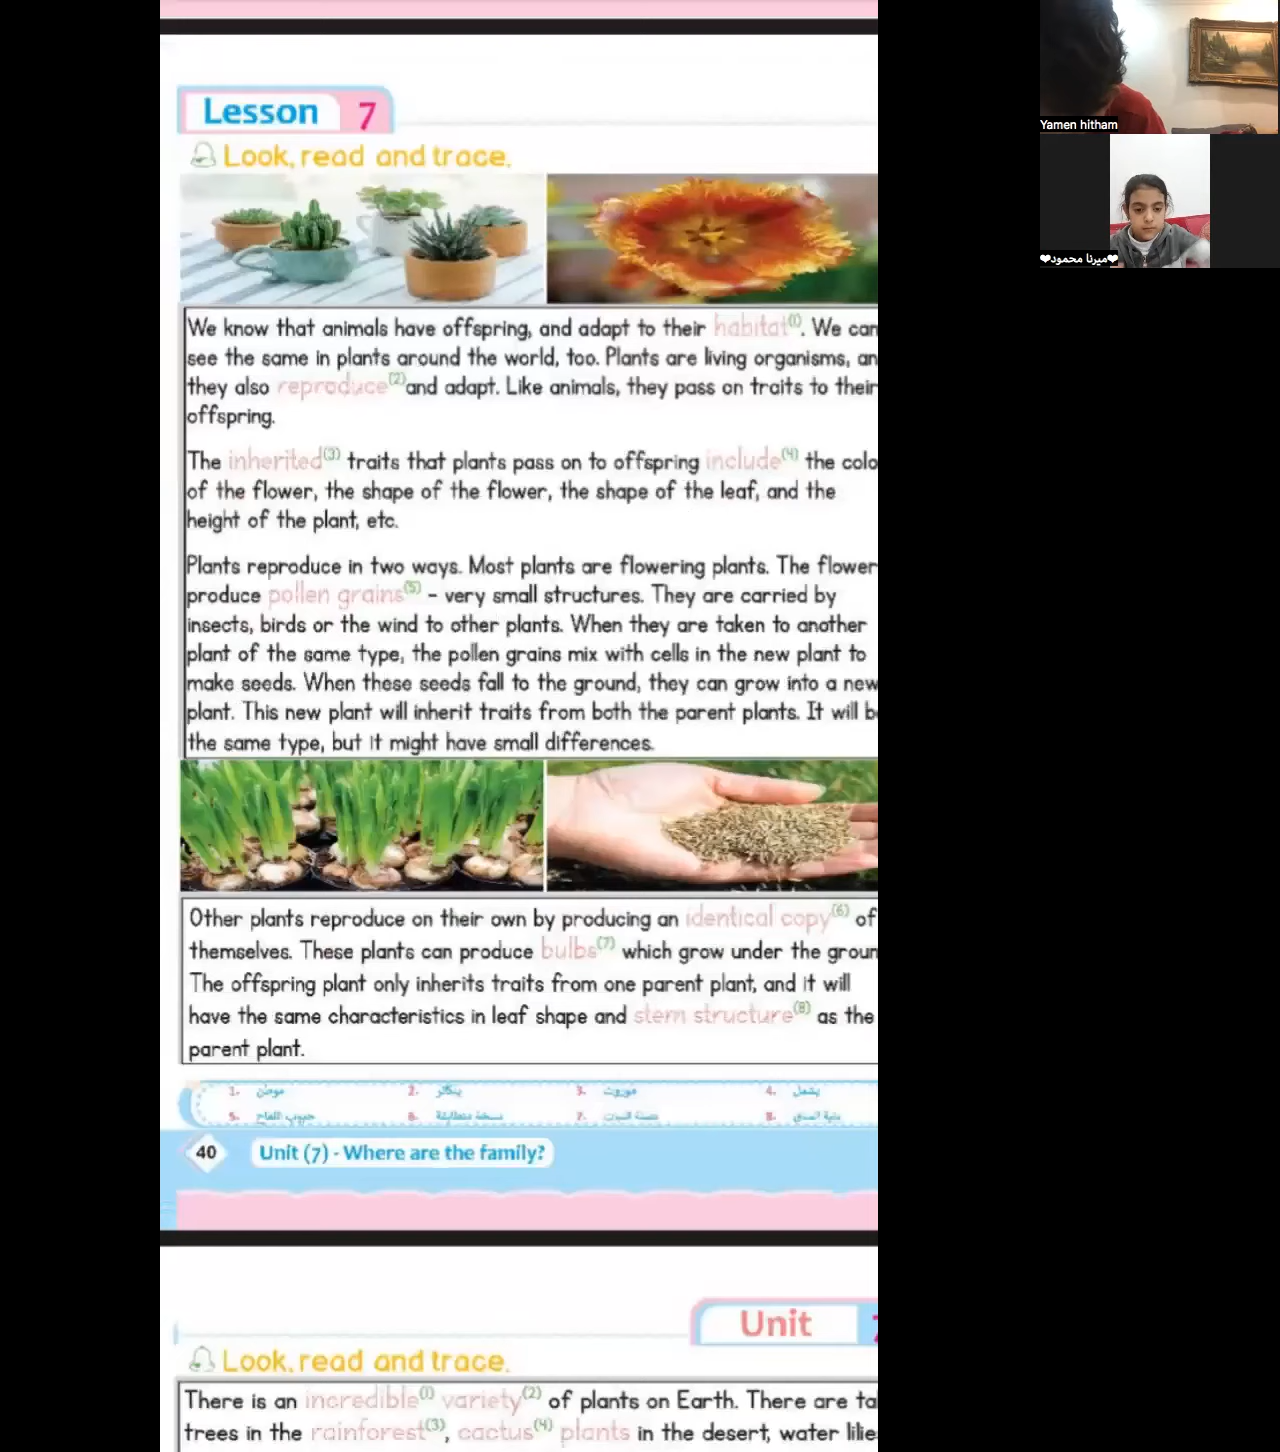 Lesson 7
Look, read and trace.
We know that animals have offspring, and adapt to their habitat(1). We can
see the same in plants around the world, too. Plants are living organisms, an
they also reproduce(2) and adapt. Like animals, they pass on traits to their
offspring.
The inherited(3) traits that plants pass on to offspring include(4) the colo
of the flower, the shape of the flower, the shape of the leaf, and the
height of the plant, etc.
Plants reproduce in two ways. Most plants are flowering plants. The flower
produce pollen grains(5) - very small structures. They are carried by
insects, birds or the wind to other plants. When they are taken to another
plant of the same type, the pollen grains mix with cells in the new plant to
make seeds. When these seeds fall to the ground, they can grow into a new
plant. This new plant will inherit traits from both the parent plants. It will b
the same type, but it might have small differences.
Other plants reproduce on their own by producing an identical copy(6) of
themselves. These plants can produce bulbs(7) which grow under the groun
The offspring plant only inherits traits from one parent plant, and it will
have the same characteristics in leaf shape and stem structure(8) as the
parent plant.
1. موطن 2. يتكاثر 3. موروث 4. يشمل
5. حبوب اللقاح 6. نسخة متطابقة 7. 8.
40 Unit (7) - Where are the family?
Unit
Look, read and trace.
There is an incredible(1) variety(2) of plants on Earth. There are ta
trees in the rainforest(3), cactus(4) plants in the desert, water lilie
Yamen hitham
❤ميرنا محمود❤